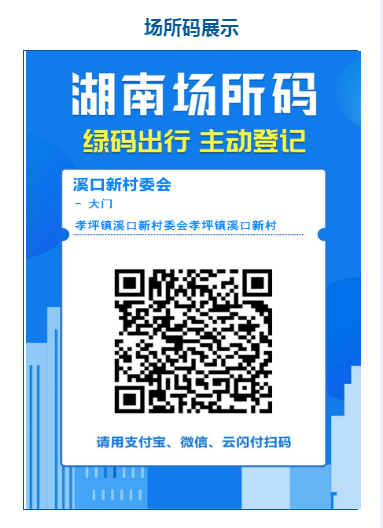 场所码展示
湖南场所码
绿码出行 主动登记
溪口新村委会
- 大门
孝坪镇溪口新村委会孝坪镇溪口新村
请用支付宝、微信、云闪付扫码